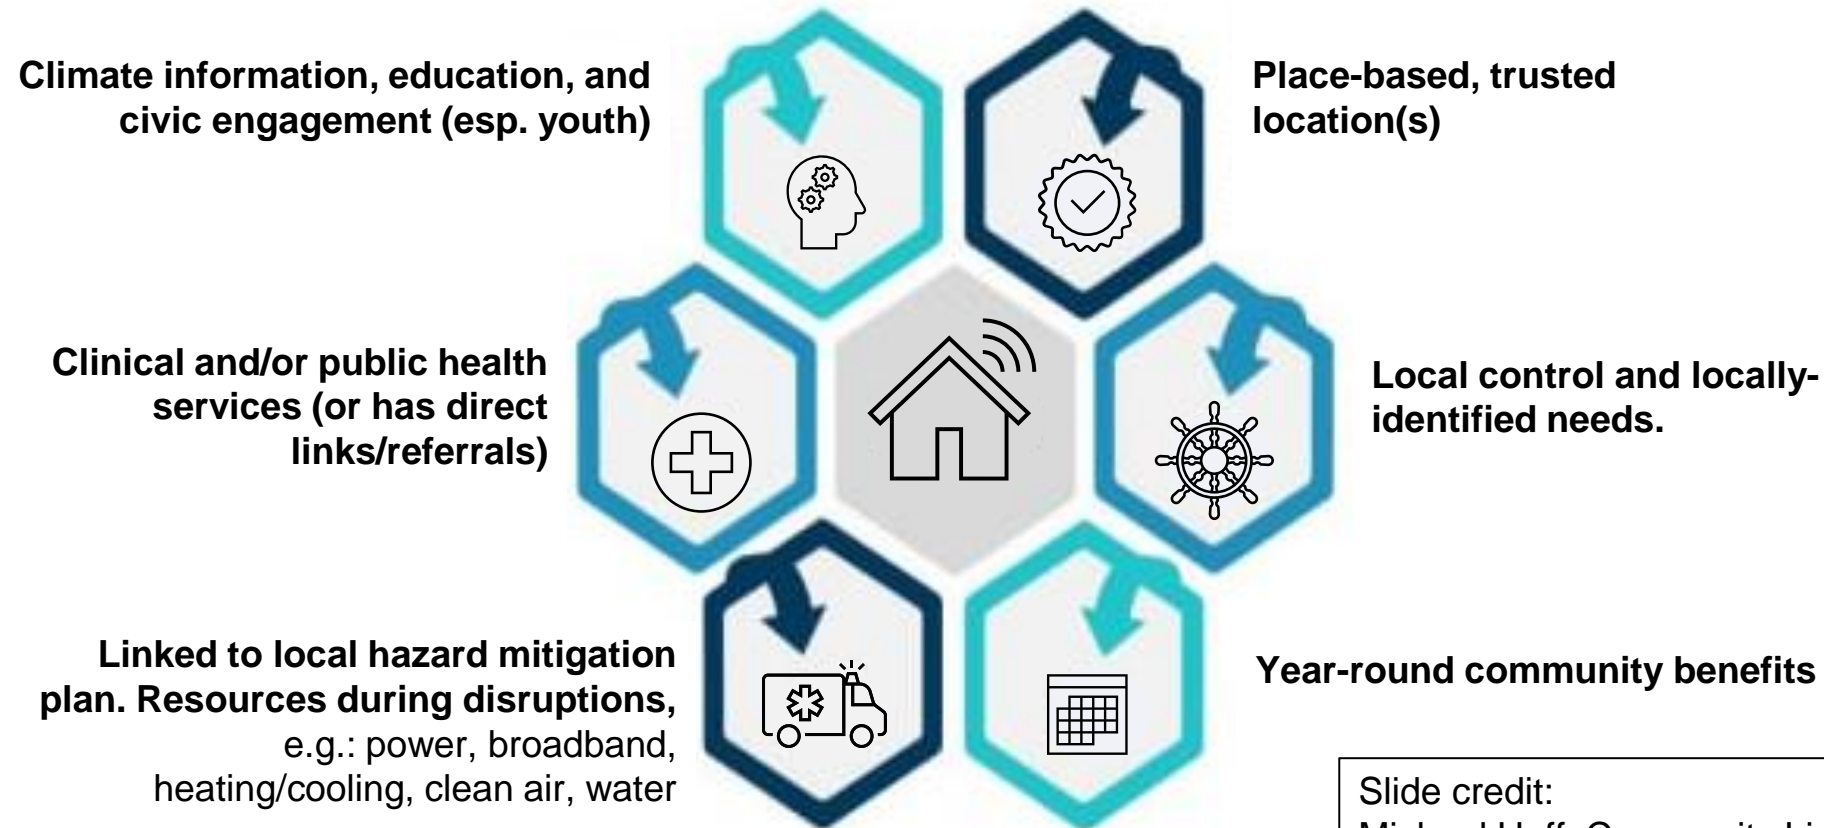 Climate information, education, and
civic engagement (esp. youth)
Place-based, trusted
location(s)
Clinical and/or public health
services (or has direct
links/referrals)
Local control and locally-
identified needs.
Linked to local hazard mitigation
plan. Resources during disruptions,
e.g.: power, broadband,
heating/cooling, clean air, water
Year-round community benefits
Slide credit: